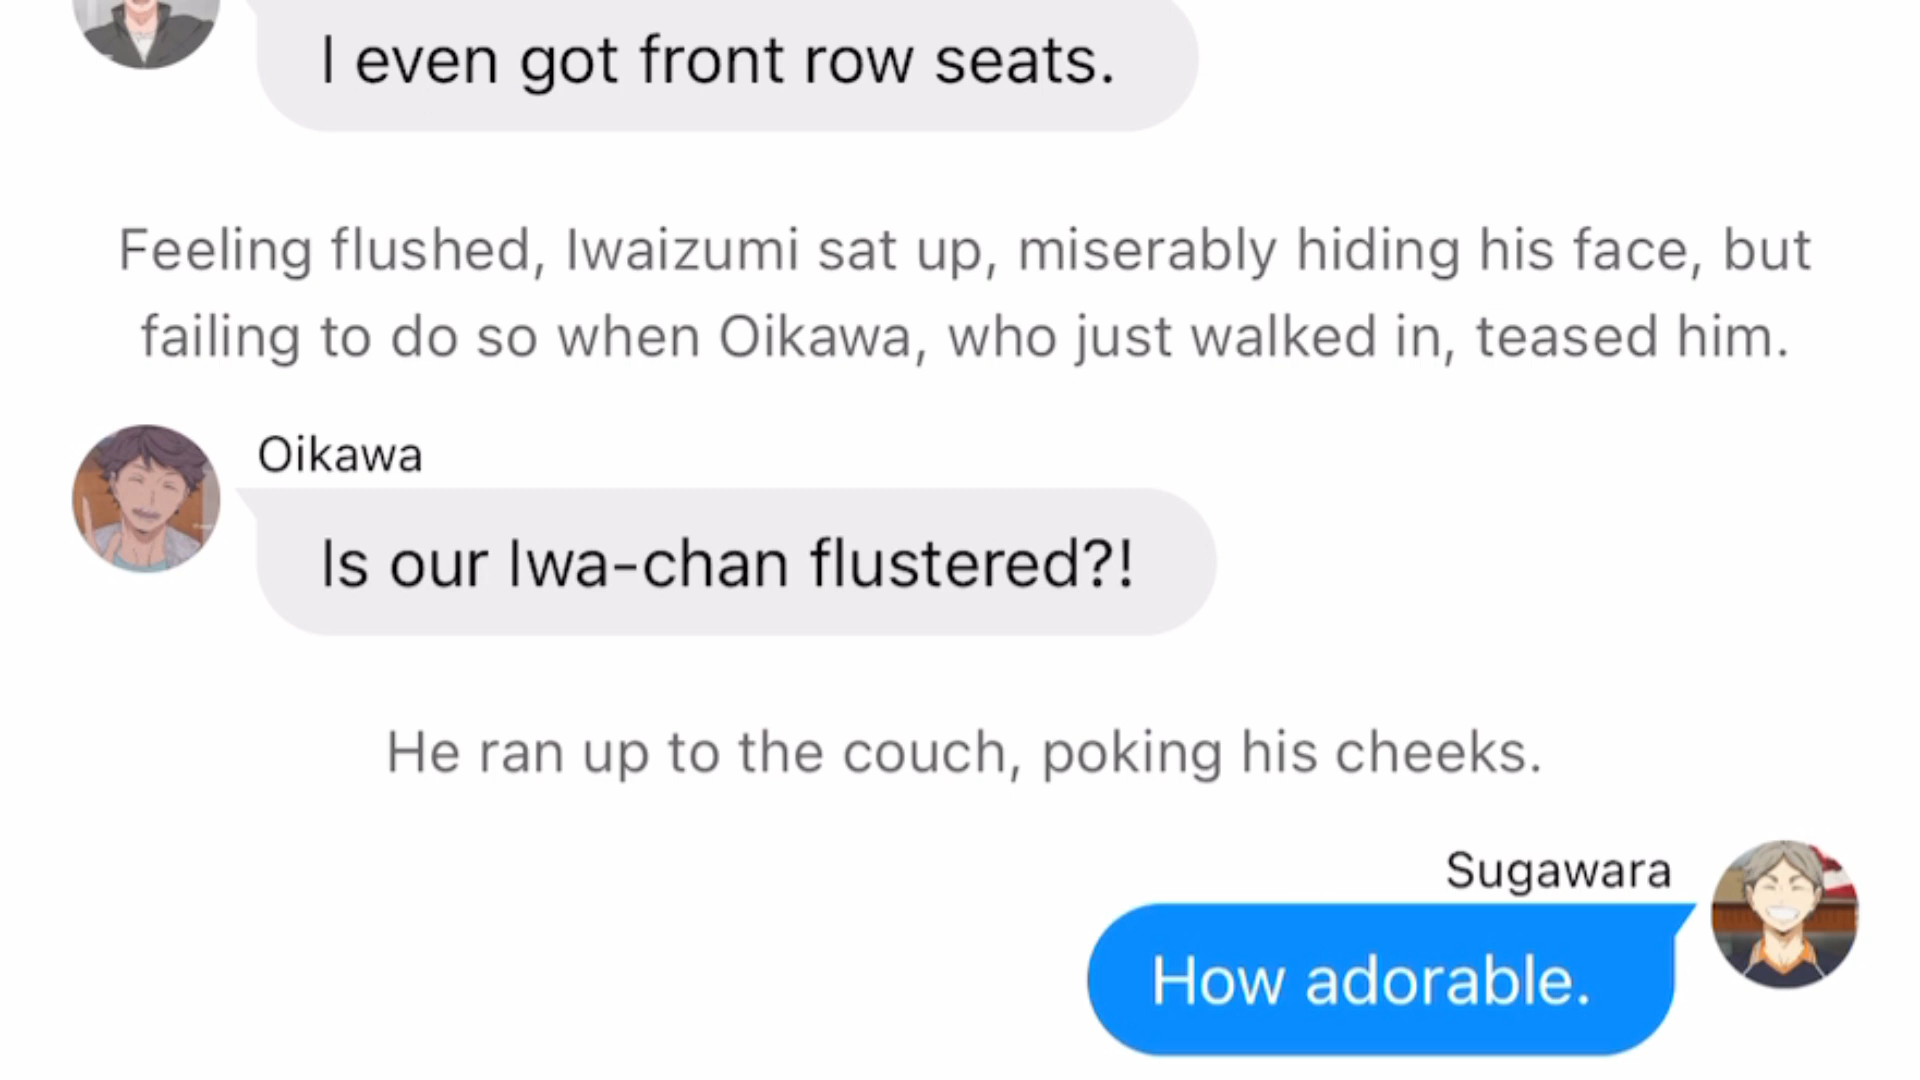 I even got front row seats.
Feeling flushed, Iwaizumi sat up, miserably hiding his face, but
failing to do so when Oikawa, who just walked in, teased him.
Oikawa
Is our Iwa-chan flustered?!
He ran up to the couch, poking his cheeks.
Sugawara
How adorable.